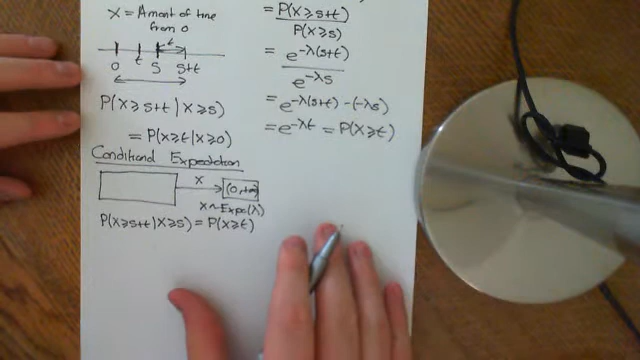 X = Amount of time
from 0
t
0 t s s+t
P(X≥s+t|X≥s)
= P(X≥t|X≥0)
Conditional Expectation
X
(0,+∞)
X~Expo(λ)
P(X≥s+t|X≥s) = P(X≥t)
= P(X≥s+t)
P(X≥s)
= e^-λ(s+t)
e^-λs
= e^-λ(s+t) - (-λs)
= e^-λt = P(X≥t)